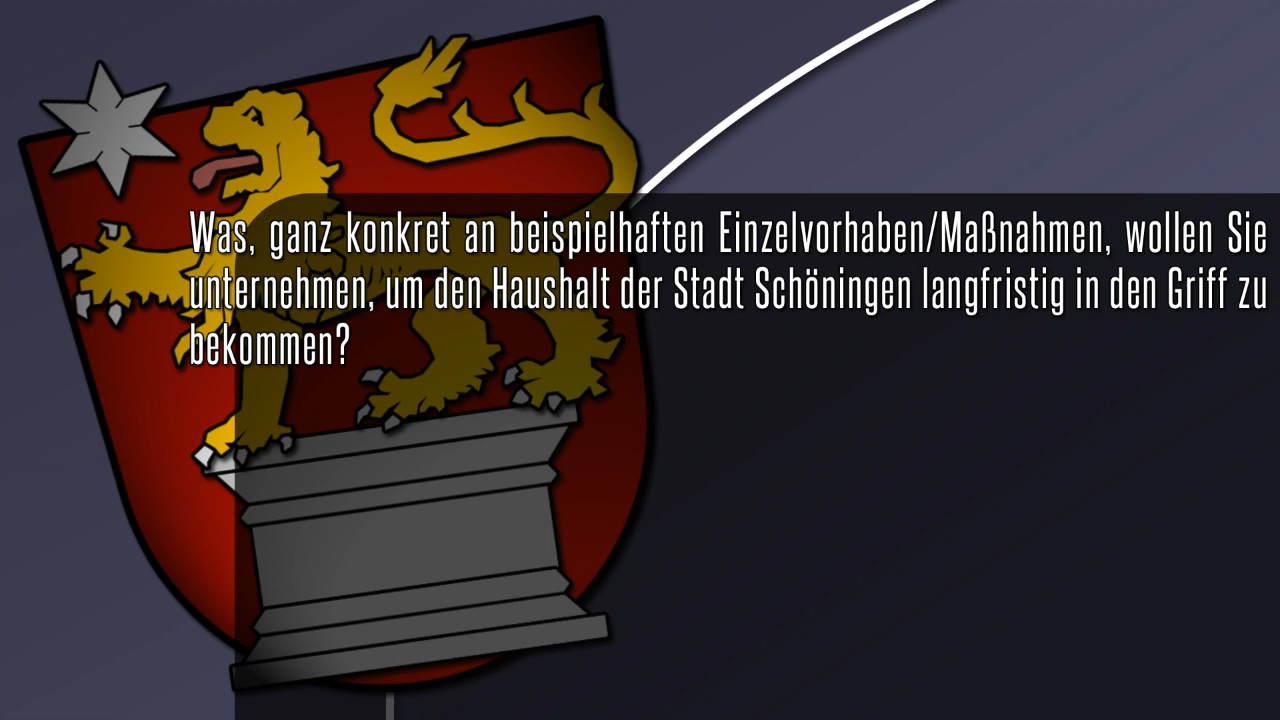 Was, ganz konkret an beispielhaften Einzelvorhaben/Maßnahmen, wollen Sie
unternehmen, um den Haushalt der Stadt Schöningen langfristig in den Griff zu
bekommen?